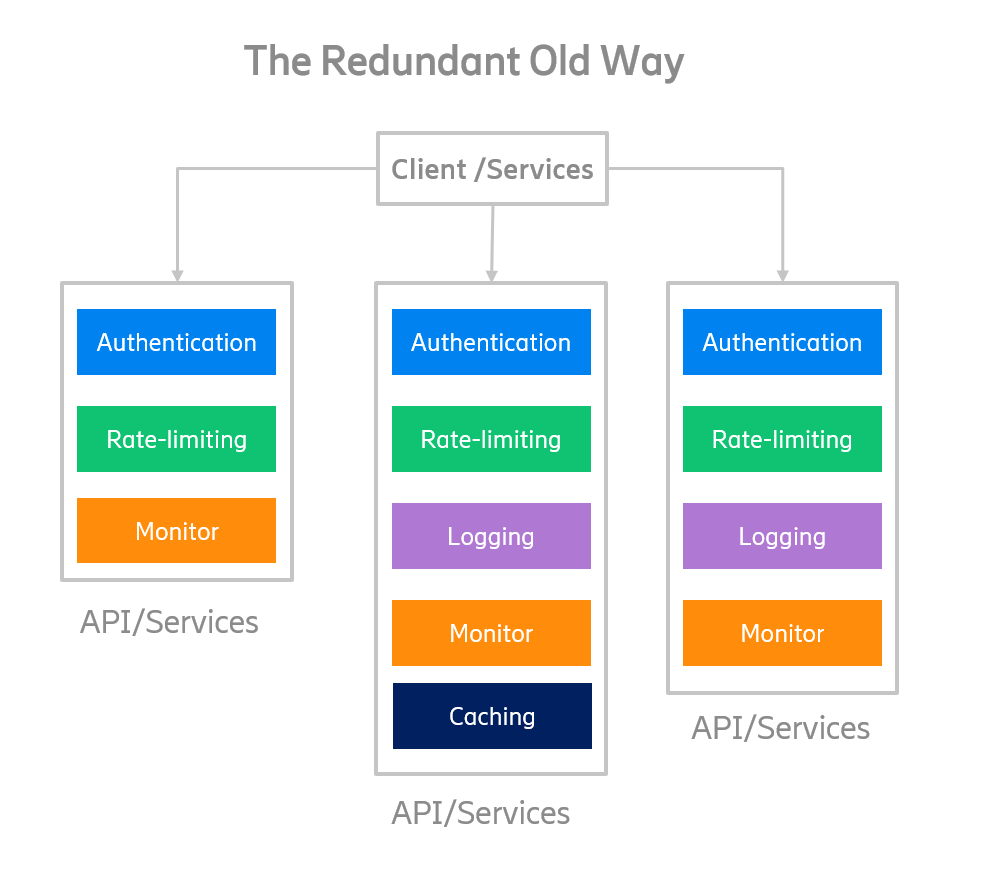 The Redundant Old Way
Client /Services
Authentication
Rate-limiting
Monitor
API/Services
Authentication
Rate-limiting
Logging
Monitor
Caching
API/Services
Authentication
Rate-limiting
Logging
Monitor
API/Services